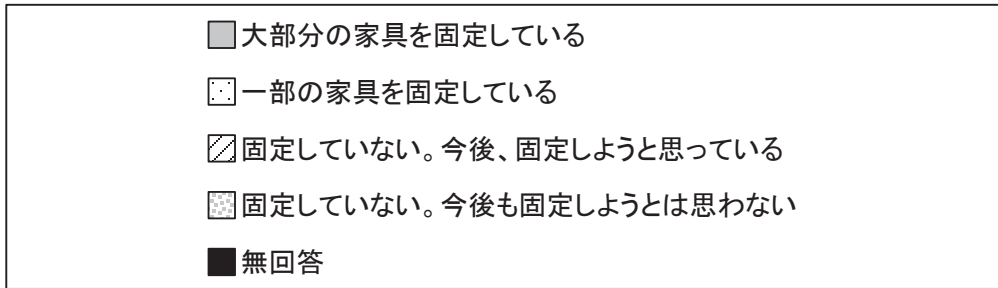 大部分の家具を固定している
一部の家具を固定している
固定していない。今後、固定しようと思っている
固定していない。今後も固定しようとは思わない
無回答